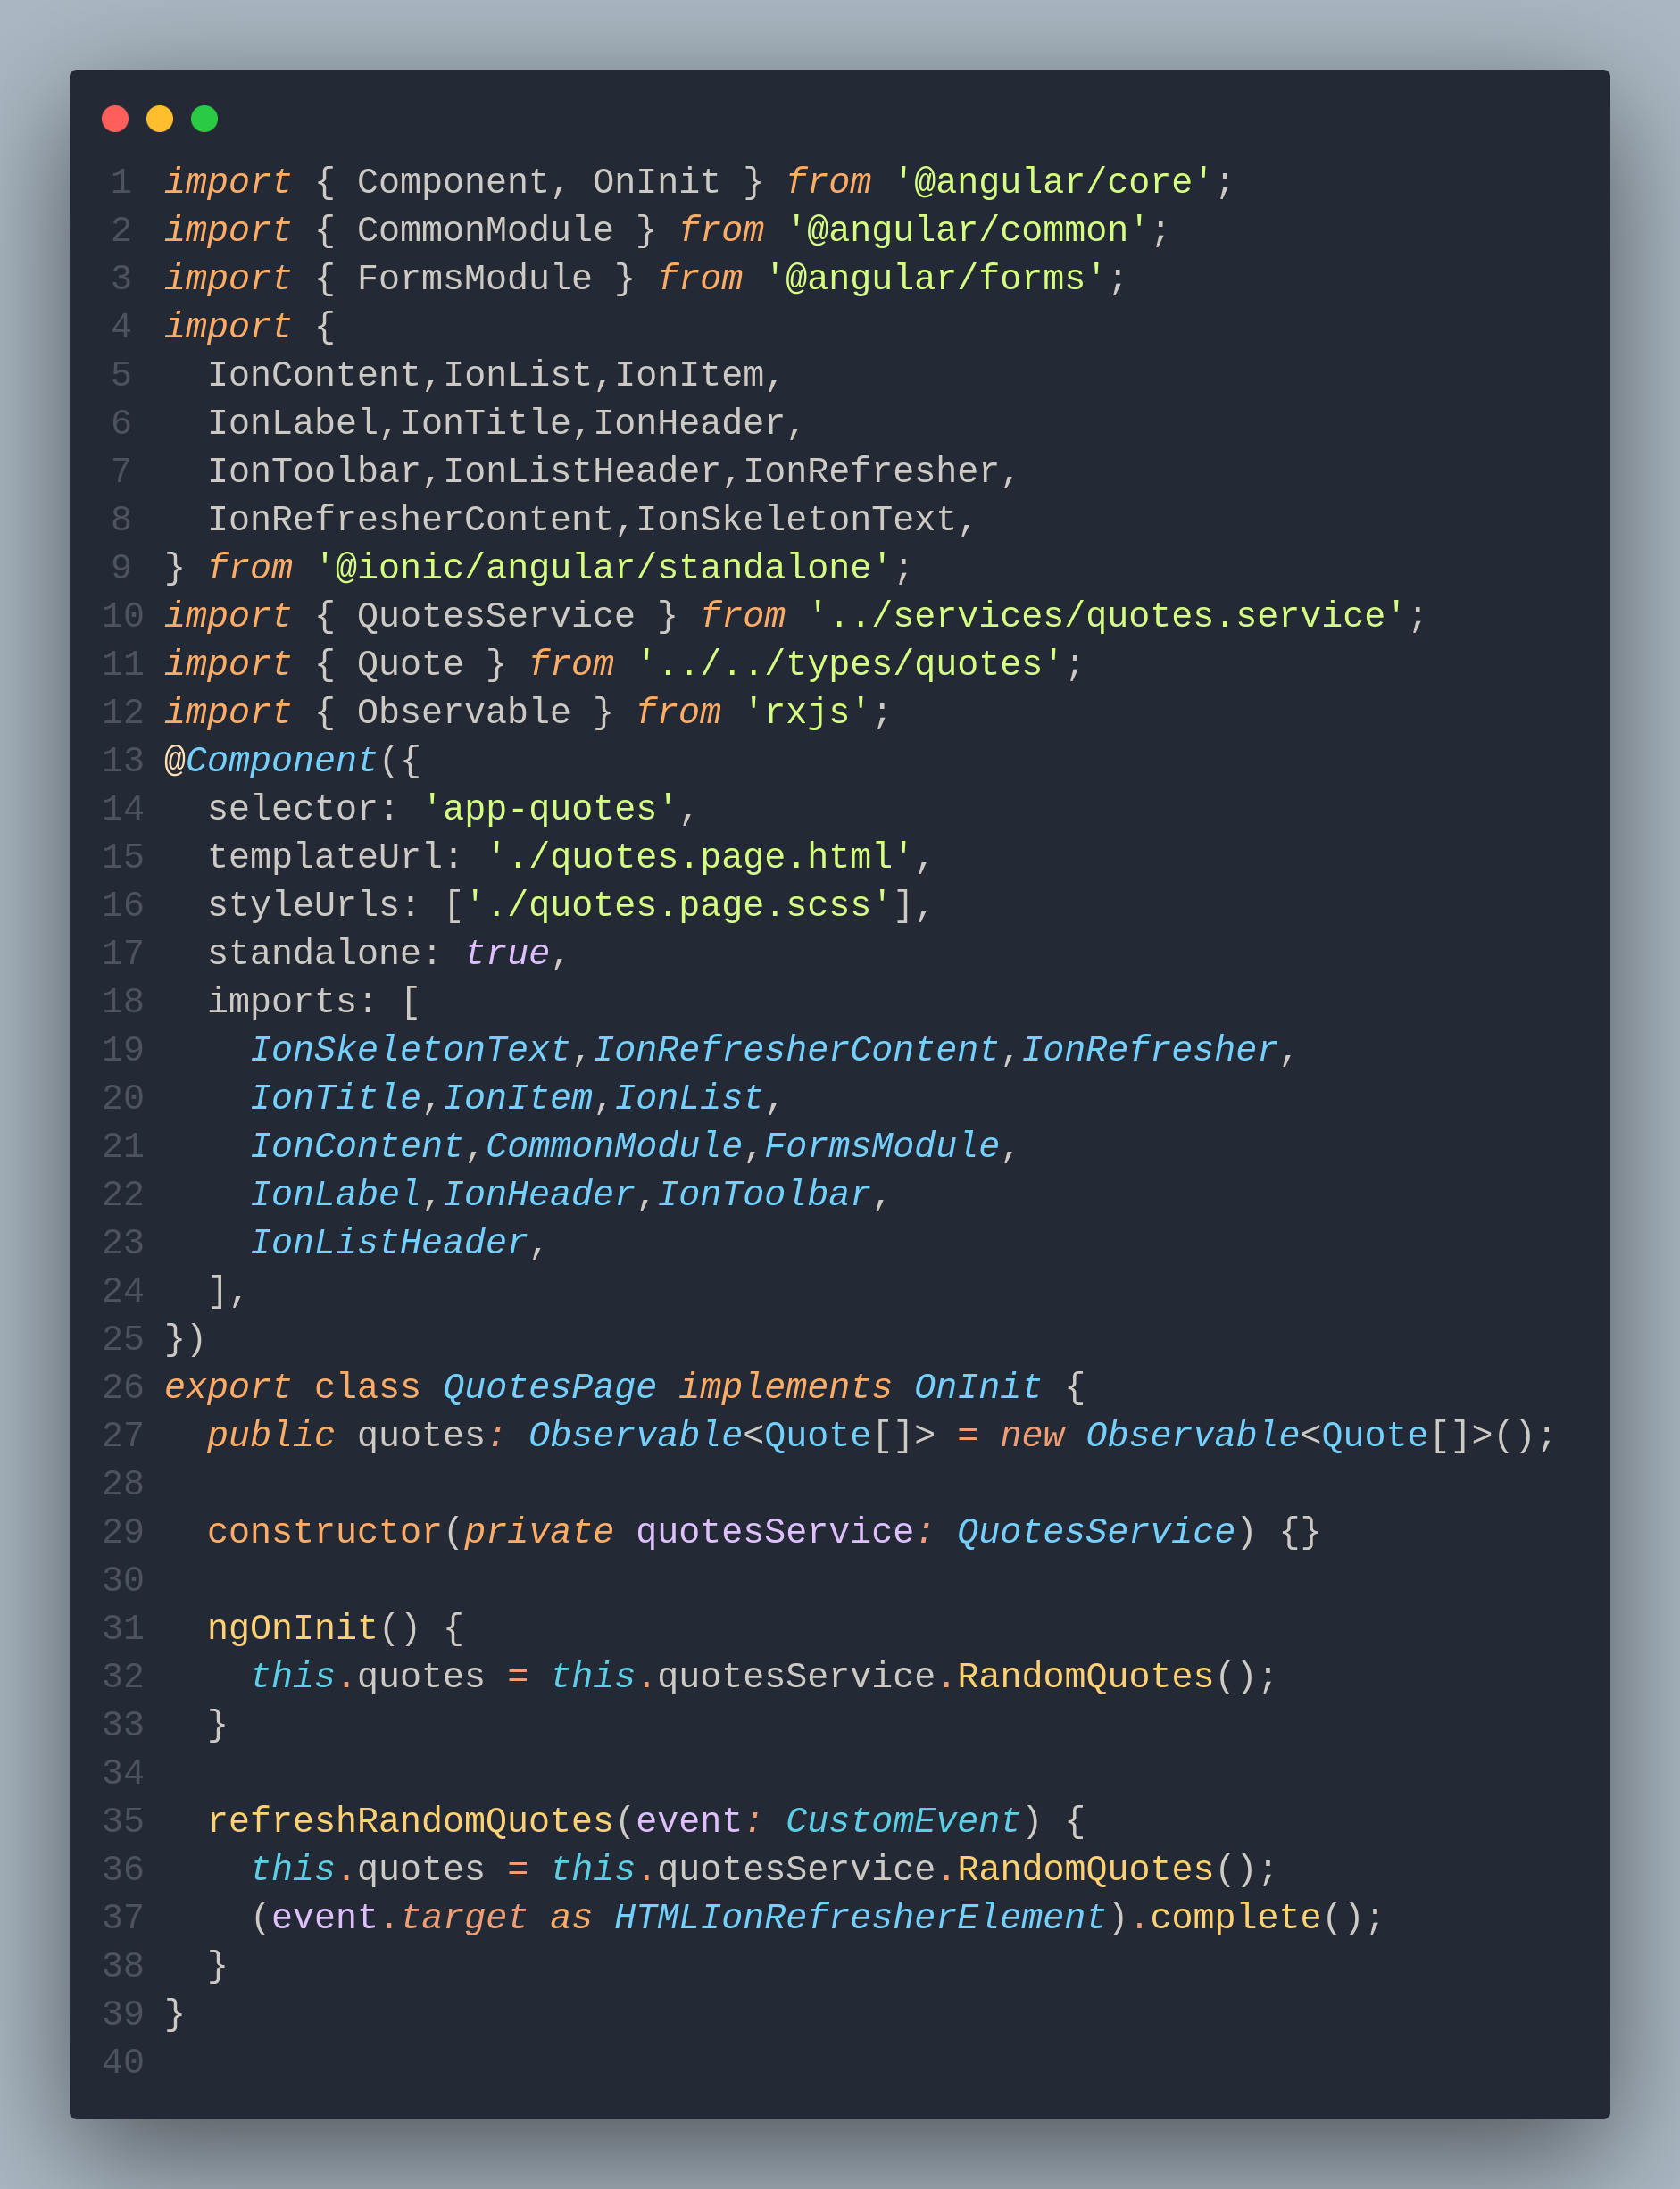 1 import { Component, OnInit } from '@angular/core';
2 import { CommonModule } from '@angular/common';
3 import { FormsModule } from '@angular/forms';
4 import {
5   IonContent,IonList,IonItem,
6   IonLabel,IonTitle,IonHeader,
7   IonToolbar,IonListHeader,IonRefresher,
8   IonRefresherContent,IonSkeletonText,
9 } from '@ionic/angular/standalone';
10 import { QuotesService } from '../services/quotes.service';
11 import { Quote } from '../../types/quotes';
12 import { Observable } from 'rxjs';
13 @Component({
14   selector: 'app-quotes',
15   templateUrl: './quotes.page.html',
16   styleUrls: ['./quotes.page.scss'],
17   standalone: true,
18   imports: [
19     IonSkeletonText,IonRefresherContent,IonRefresher,
20     IonTitle,IonItem,IonList,
21     IonContent,CommonModule,FormsModule,
22     IonLabel,IonHeader,IonToolbar,
23     IonListHeader,
24   ],
25 })
26 export class QuotesPage implements OnInit {
27   public quotes: Observable<Quote[]> = new Observable<Quote[]>();
28
29   constructor(private quotesService: QuotesService) {}
30
31   ngOnInit() {
32     this.quotes = this.quotesService.RandomQuotes();
33   }
34
35   refreshRandomQuotes(event: CustomEvent) {
36     this.quotes = this.quotesService.RandomQuotes();
37     (event.target as HTMLIonRefresherElement).complete();
38   }
39 }
40